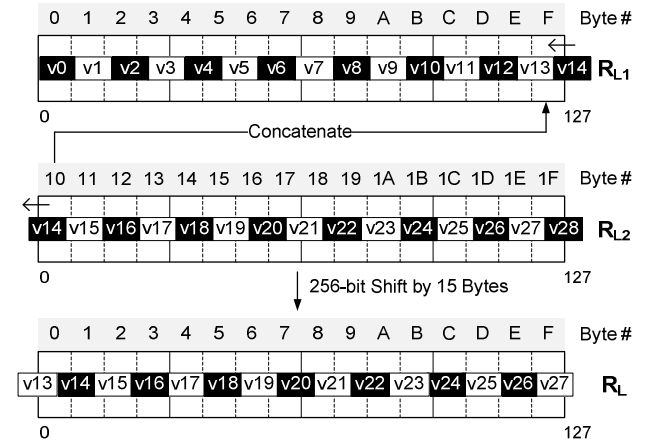 0 1 2 3 4 5 6 7 8 9 A B C D E F Byte #
v0 v1 v2 v3 v4 v5 v6 v7 v8 v9 v10 v11 v12 v13 v14 RL1
0 127
Concatenate
10 11 12 13 14 15 16 17 18 19 1A 1B 1C 1D 1E 1F Byte #
v14 v15 v16 v17 v18 v19 v20 v21 v22 v23 v24 v25 v26 v27 v28 RL2
0 127
256-bit Shift by 15 Bytes
0 1 2 3 4 5 6 7 8 9 A B C D E F Byte #
v13 v14 v15 v16 v17 v18 v19 v20 v21 v22 v23 v24 v25 v26 v27 RL
0 127